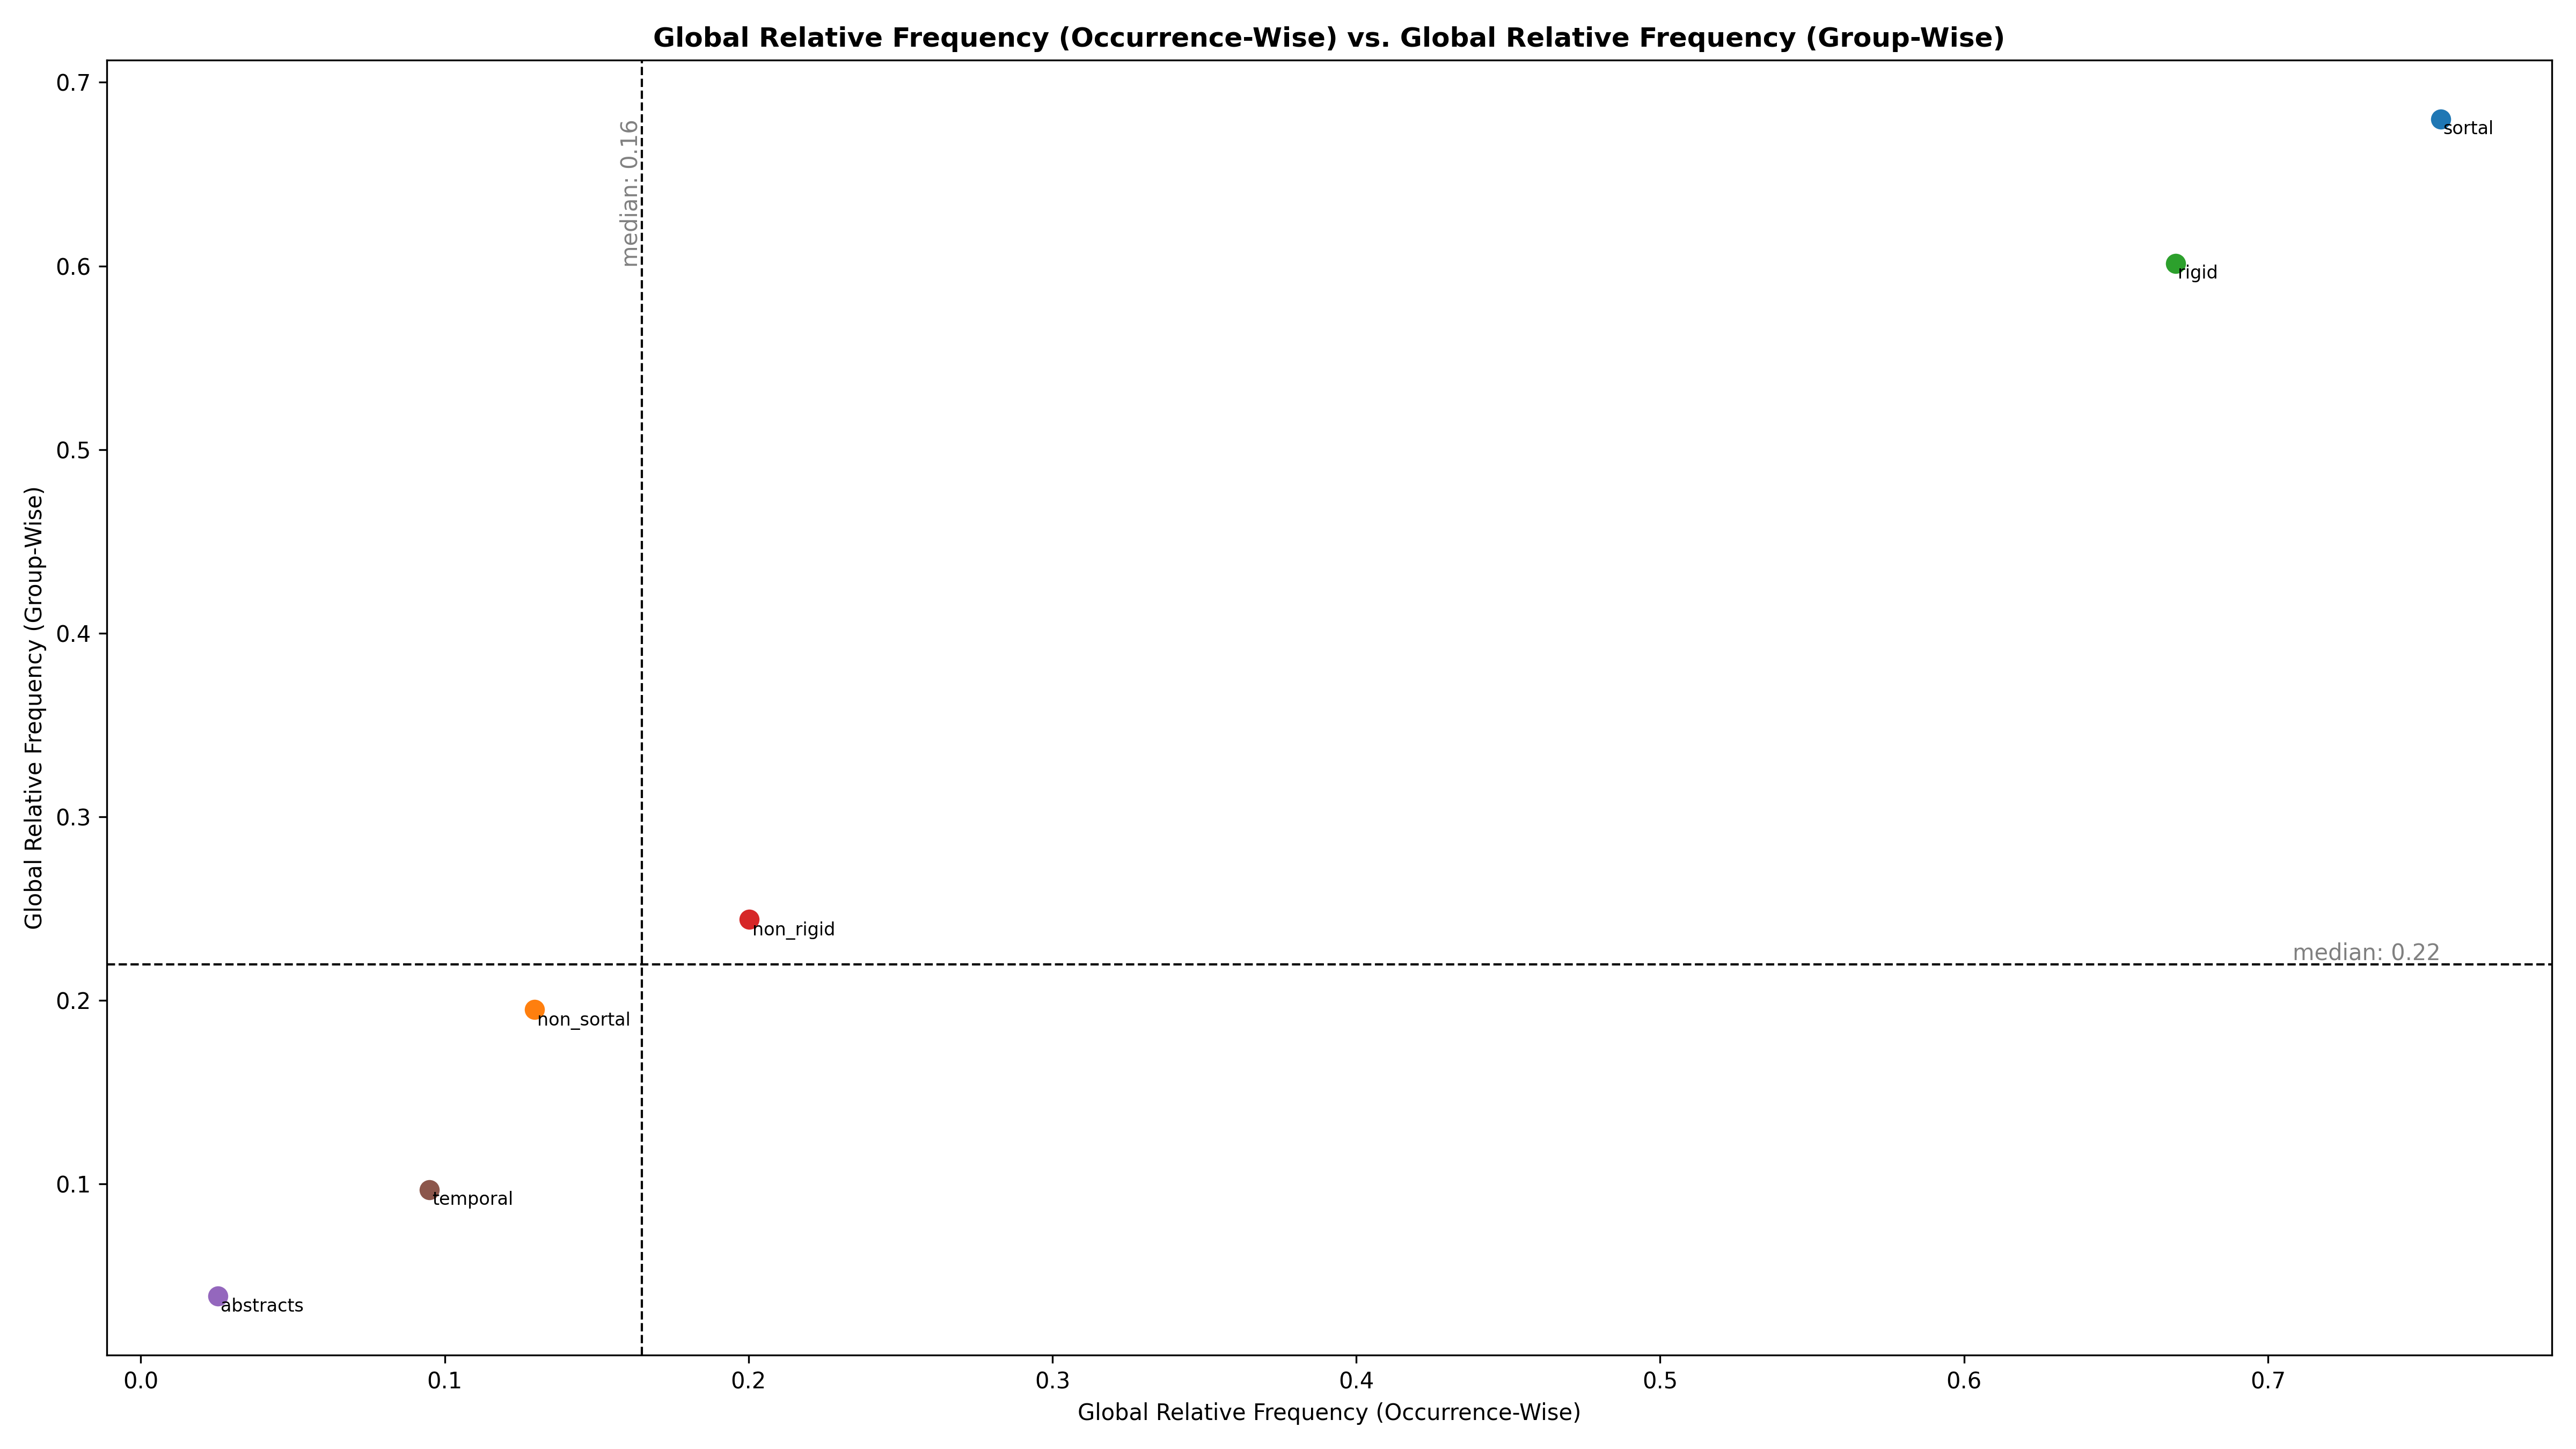 Global Relative Frequency (Occurrence-Wise) vs. Global Relative Frequency (Group-Wise)
Global Relative Frequency (Group-Wise)
0.7
0.6
0.5
0.4
0.3
0.2
0.1
median: 0.16
sortal
rigid
non_rigid
median: 0.22
non_sortal
temporal
abstracts
0.0
0.1
0.2
0.3
0.4
0.5
0.6
0.7
Global Relative Frequency (Occurrence-Wise)